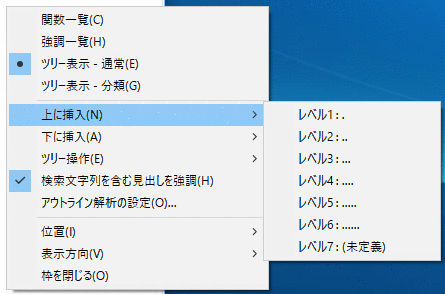 関数一覧(C)
強調一覧(H)
ツリー表示 - 通常(E)
ツリー表示 - 分類(G)
上に挿入(N)
下に挿入(A)
ツリー操作(E)
検索文字列を含む見出しを強調(H)
アウトライン解析の設定(O)...
位置(I)
表示方向(V)
枠を閉じる(O)
レベル1 : .
レベル2 : ..
レベル3 : ...
レベル4 : ....
レベル5 : .....
レベル6 : ......
レベル7 : (未定義)